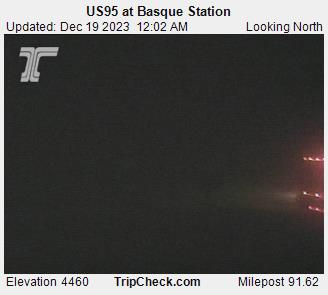 US95 at Basque Station
Updated: Dec 19 2023 12:02 AM Looking North
Elevation 4460 TripCheck.com Milepost 91.62